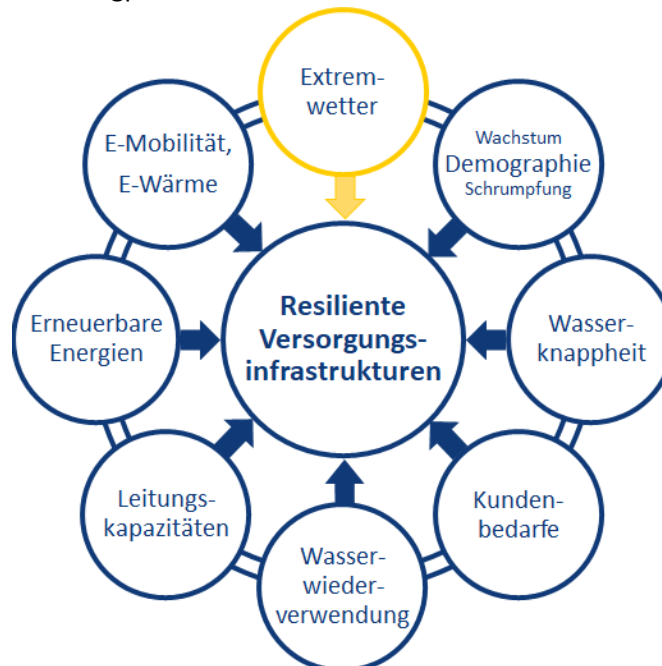 Extrem-
wetter
E-Mobilität,
E-Wärme
Wachstum
Demographie
Schrumpfung
Resiliente
Versorgungs-
infrastrukturen
Erneuerbare
Energien
Wasser-
knappheit
Leitungs-
kapazitäten
Kunden-
bedarfe
Wasser-
wieder-
verwendung